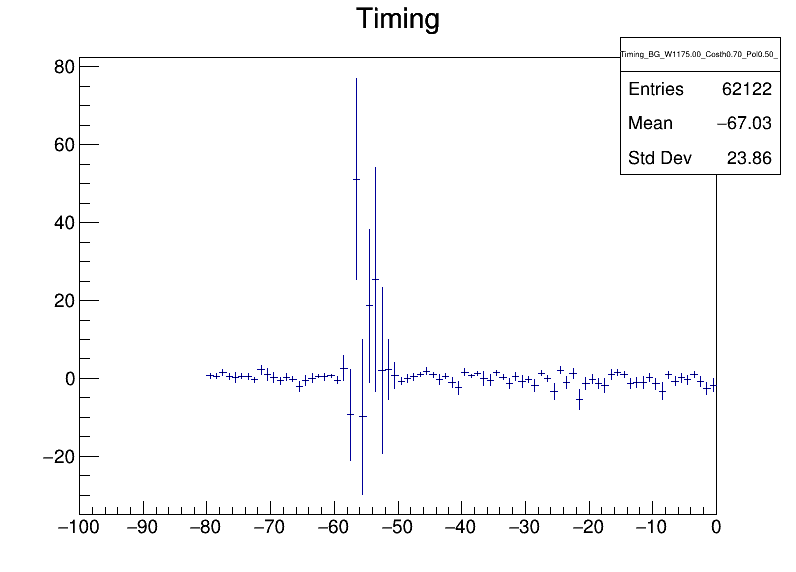 Timing
Timing_BG_W1175.00_Costh0.70_Pol0.50_
Entries 62122
Mean −67.03
Std Dev 23.86
80
60
40
20
0
−20
−100 −90 −80 −70 −60 −50 −40 −30 −20 −10 0